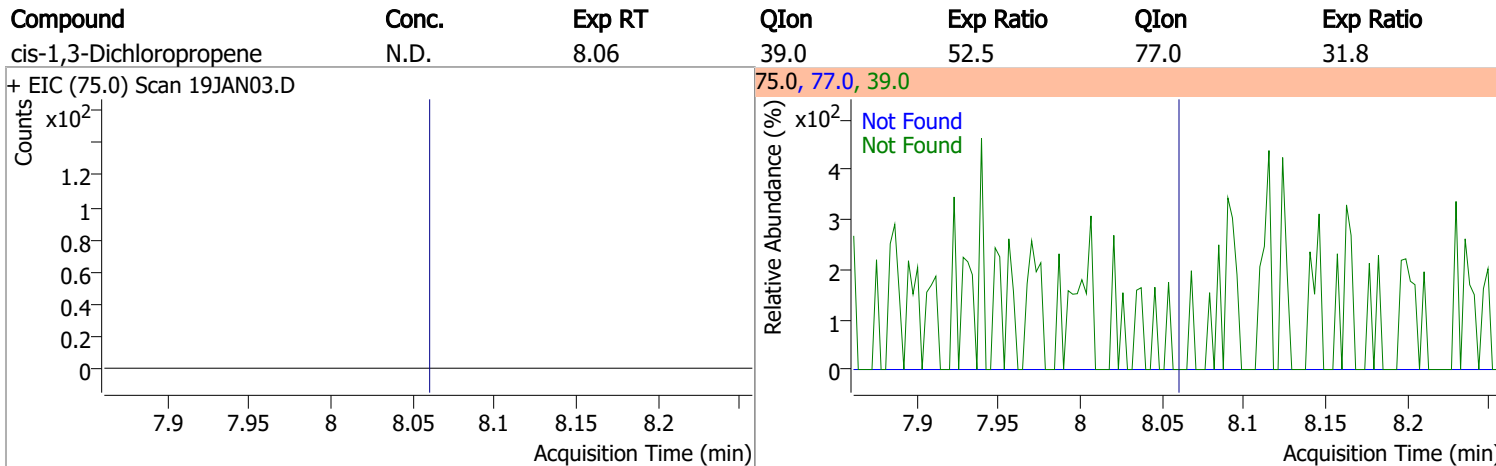 Compound Conc. Exp RT QIon Exp Ratio QIon Exp Ratio
cis-1,3-Dichloropropene N.D. 8.06 39.0 52.5 77.0 31.8
+ EIC (75.0) Scan 19JAN03.D
Counts
x10²
1.2
1
0.8
0.6
0.4
0.2
0
7.9 7.95 8 8.05 8.1 8.15 8.2
Acquisition Time (min)
75.0, 77.0, 39.0
Relative Abundance (%)
x10²
Not Found
Not Found
4
3
2
1
0
7.9 7.95 8 8.05 8.1 8.15 8.2
Acquisition Time (min)